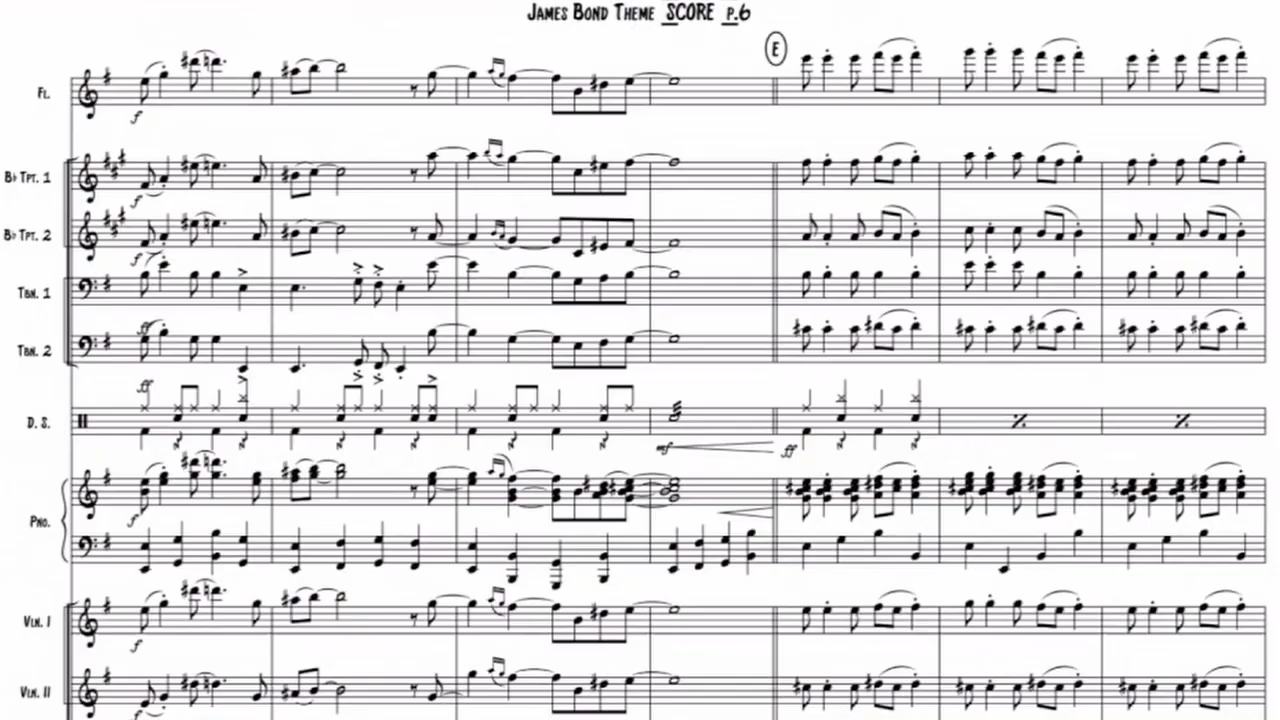 JAMES BOND THEME SCORE P.6
E
FL.
f
B♭ TPT. 1
f
B♭ TPT. 2
f
TBN. 1
ff
TBN. 2
ff
D. S.
mf
ff
PNO.
f
VLN. I
f
VLN. II
f